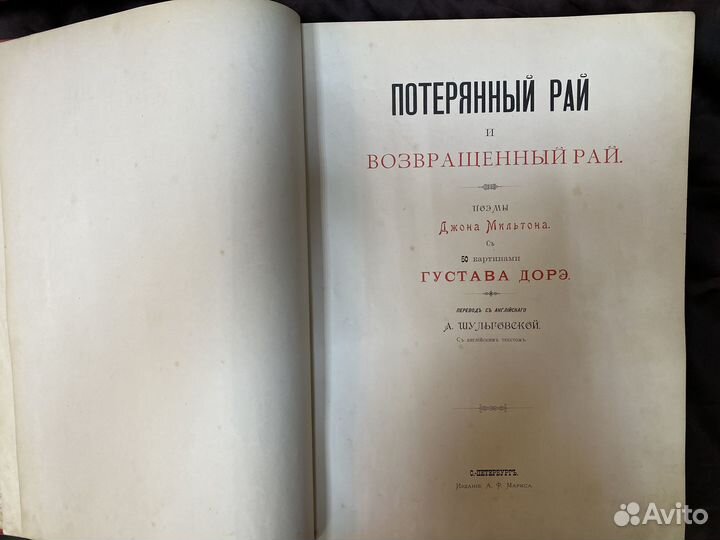 ПОТЕРЯННЫЙ РАЙ
И
ВОЗВРАЩЕННЫЙ РАЙ.
ПОЭМЫ
Джона Мильтона.
Съ
50 картинами
ГУСТАВА ДОРЭ.
ПЕРЕВОДЪ СЪ АНГЛІЙСКАГО
А. ШУЛЬГОВСКОЙ.
Съ англійскимъ текстомъ.
С.-ПЕТЕРБУРГЪ.
Изданіе А. Ф. Маркса.
Avito